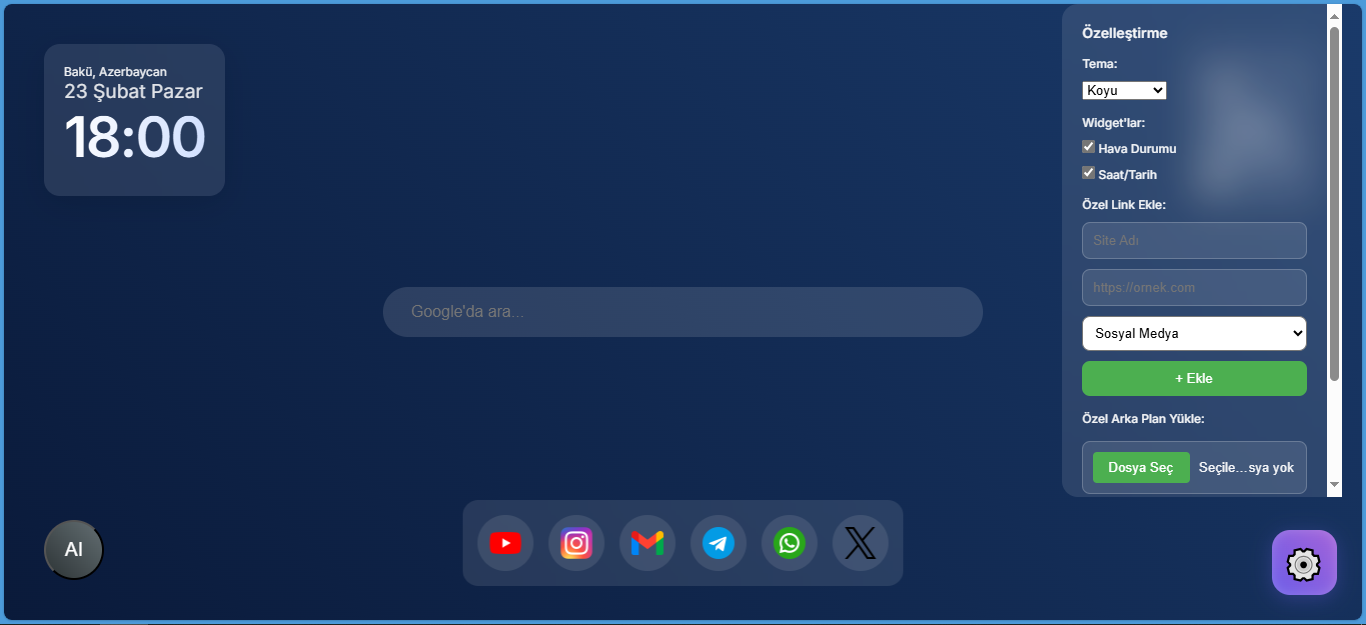 Bakü, Azerbaycan
23 Şubat Pazar
18:00
Özelleştirme
Tema:
Koyu
Widget'lar:
Hava Durumu
Saat/Tarih
Özel Link Ekle:
Site Adı
https://ornek.com
Sosyal Medya
+ Ekle
Özel Arka Plan Yükle:
Dosya Seç Seçile...sya yok
Google'da ara...
AI